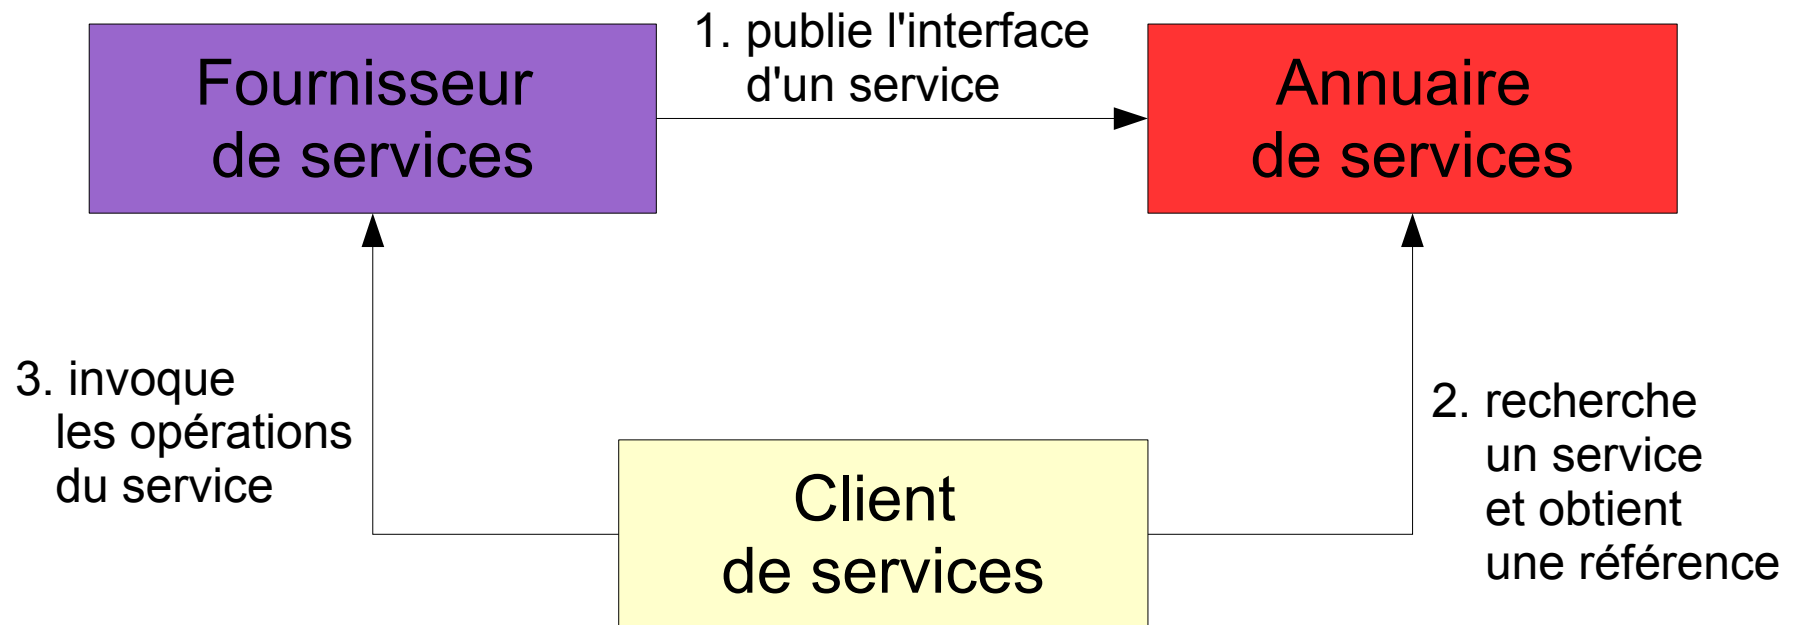 Fournisseur
de services
1. publie l'interface
d'un service
Annuaire
de services
3. invoque
les opérations
du service
Client
de services
2. recherche
un service
et obtient
une référence